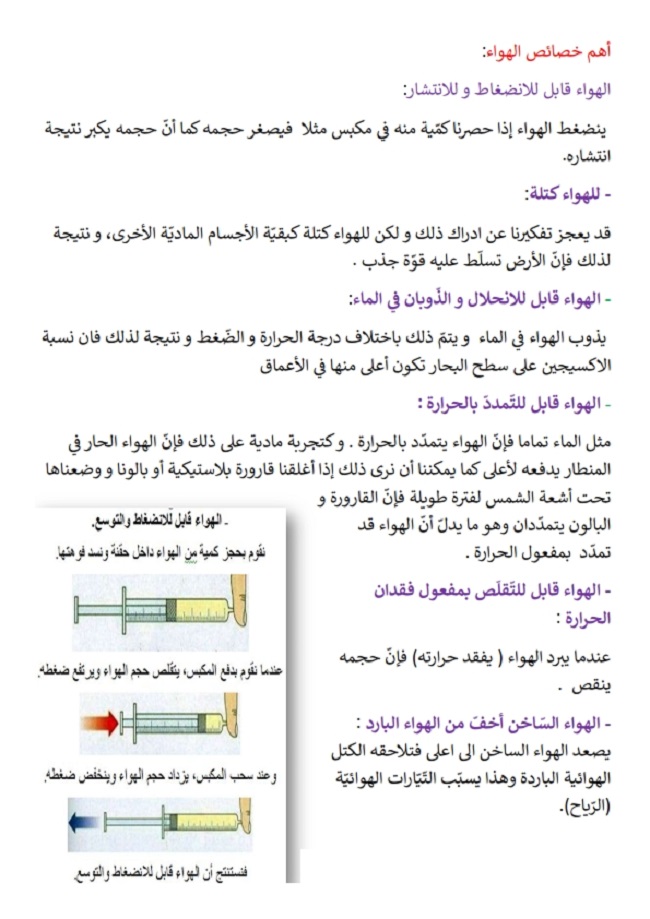 أهم خصائص الهواء:
الهواء قابل للانضغاط و للانتشار:
ينضغط الهواء إذا حصرنا كمّية منه في مكبس مثلا فيصغر حجمه كما أنّ حجمه يكبر نتيجة
انتشاره.
- للهواء كتلة:
قد يعجز تفكيرنا عن ادراك ذلك و لكن للهواء كتلة كبقيّة الأجسام الماديّة الأخرى، و نتيجة
لذلك فإنّ الأرض تسلّط عليه قوّة جذب .
- الهواء قابل للانحلال و الذّوبان في الماء:
يذوب الهواء في الماء و يتمّ ذلك باختلاف درجة الحرارة و الضّغط و نتيجة لذلك فان نسبة
الاكسيجين على سطح البحار تكون أعلى منها في الأعماق
- الهواء قابل للتّمددّ بالحرارة :
مثل الماء تماما فإنّ الهواء يتمدّد بالحرارة . و كتجربة مادية على ذلك فإنّ الهواء الحار في
المنطار يدفعه لأعلى كما يمكننا أن نرى ذلك إذا أغلقنا قارورة بلاستيكية أو بالونا و وضعناها
تحت أشعة الشمس لفترة طويلة فإنّ القارورة و
البالون يتمدّدان وهو ما يدلّ أنّ الهواء قد
تمدّد بمفعول الحرارة .
- الهواء قابل للتّقلّص بمفعول فقدان
الحرارة :
عندما يبرد الهواء ( يفقد حرارته) فإنّ حجمه
ينقص .
- الهواء السّاخن أخفّ من الهواء البارد :
يصعد الهواء الساخن الى اعلى فتلاحقه الكتل
الهوائية الباردة وهذا يسبّب التّيّارات الهوائيّة
(الرّياح).
- الهواء قابل للانضغاط والتوسع.
نقوم بحجز كمية من الهواء داخل حقنة ونسد فوهتها.
عندما نقوم بدفع المكبس، يتقلص حجم الهواء ويرتفع ضغطه.
وعند سحب المكبس، يزداد حجم الهواء وينخفض ضغطه.
فنستنتج أن الهواء قابل للانضغاط والتوسع.